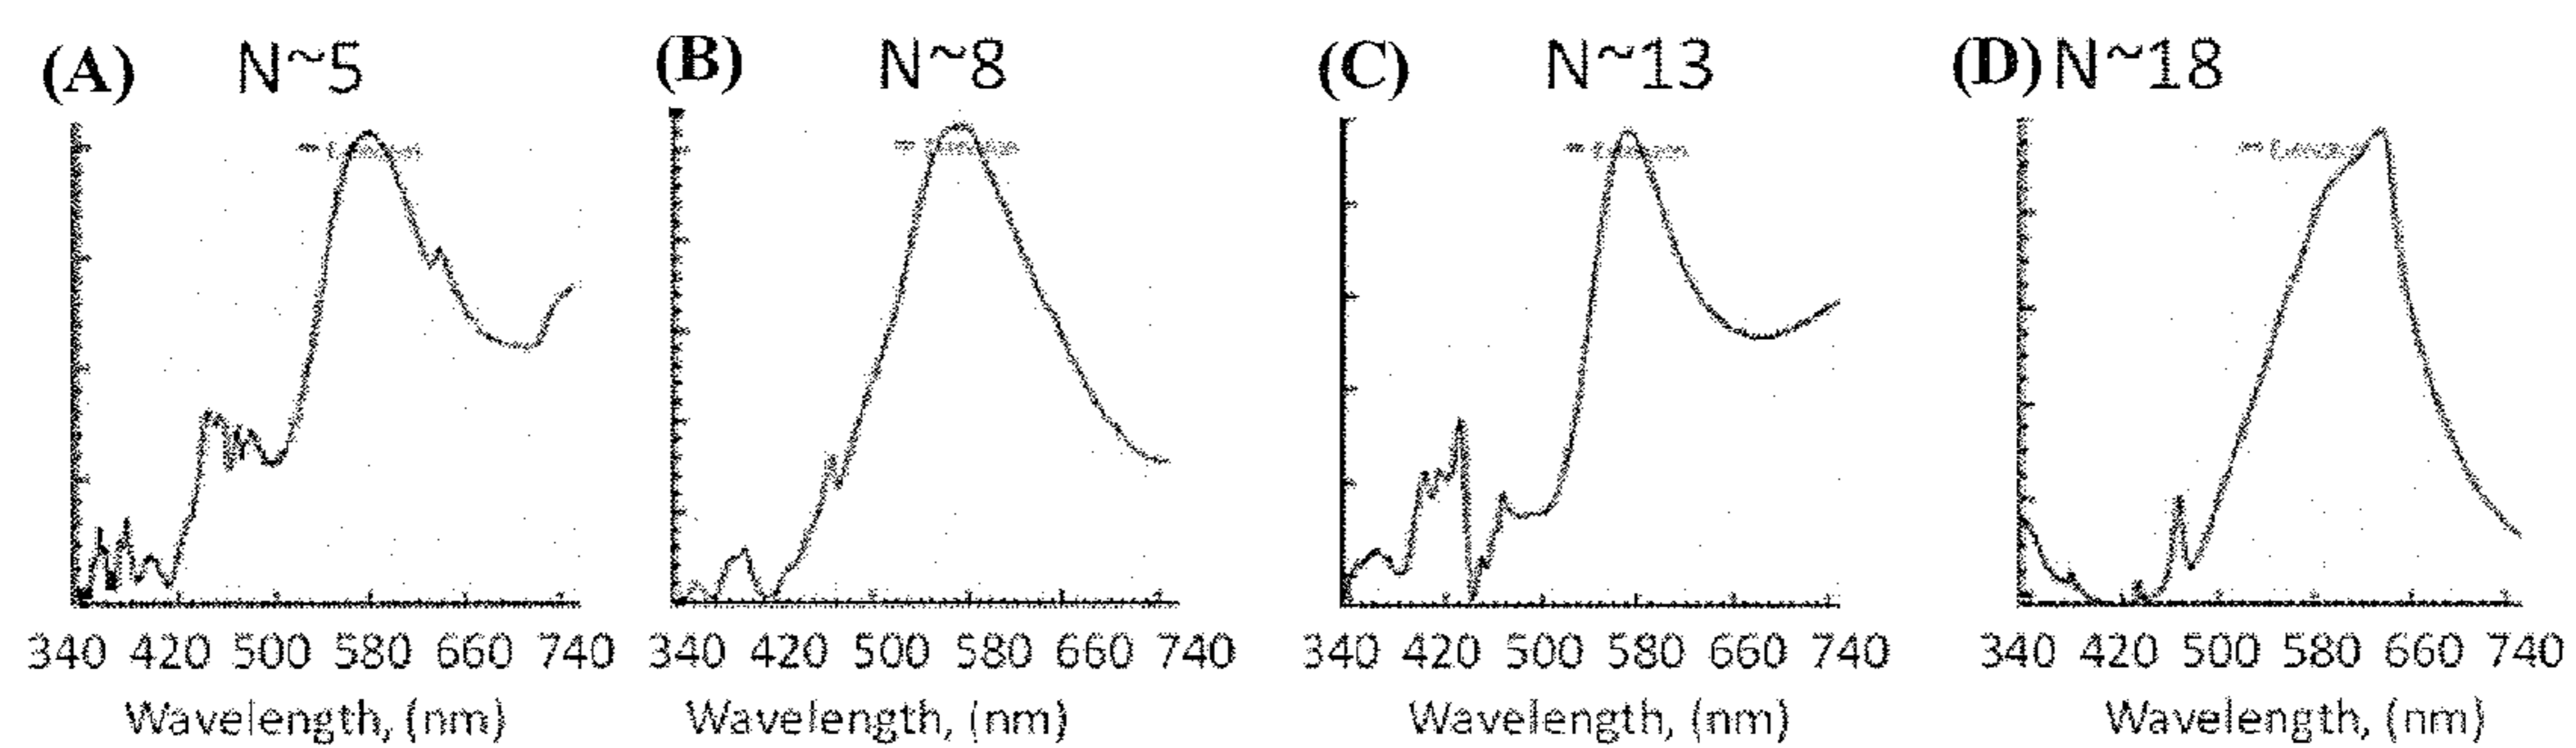 (A) N~5 (B) N~8 (C) N~13 (D) N~18
340 420 500 580 660 740 340 420 500 580 660 740 340 420 500 580 660 740 340 420 500 580 660 740
Wavelength, (nm) Wavelength, (nm) Wavelength, (nm) Wavelength, (nm)